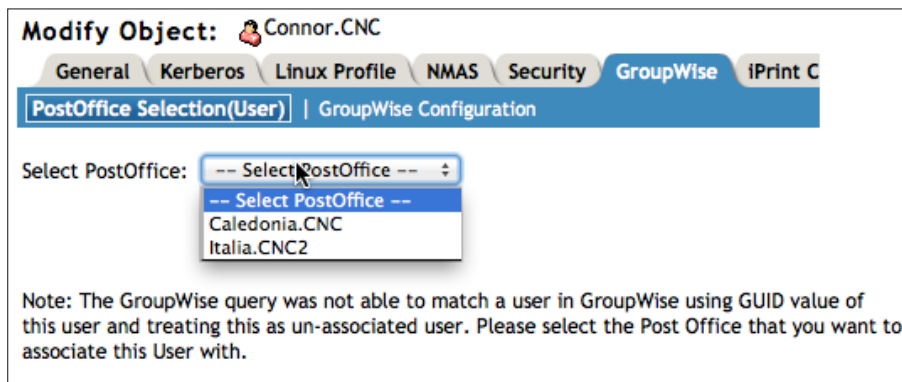 Modify Object: Connor.CNC
General Kerberos Linux Profile NMAS Security GroupWise iPrint C
PostOffice Selection(User) | GroupWise Configuration
Select PostOffice: -- Select PostOffice --
-- Select PostOffice --
Caledonia.CNC
Italia.CNC2
Note: The GroupWise query was not able to match a user in GroupWise using GUID value of
this user and treating this as un-associated user. Please select the Post Office that you want to
associate this User with.